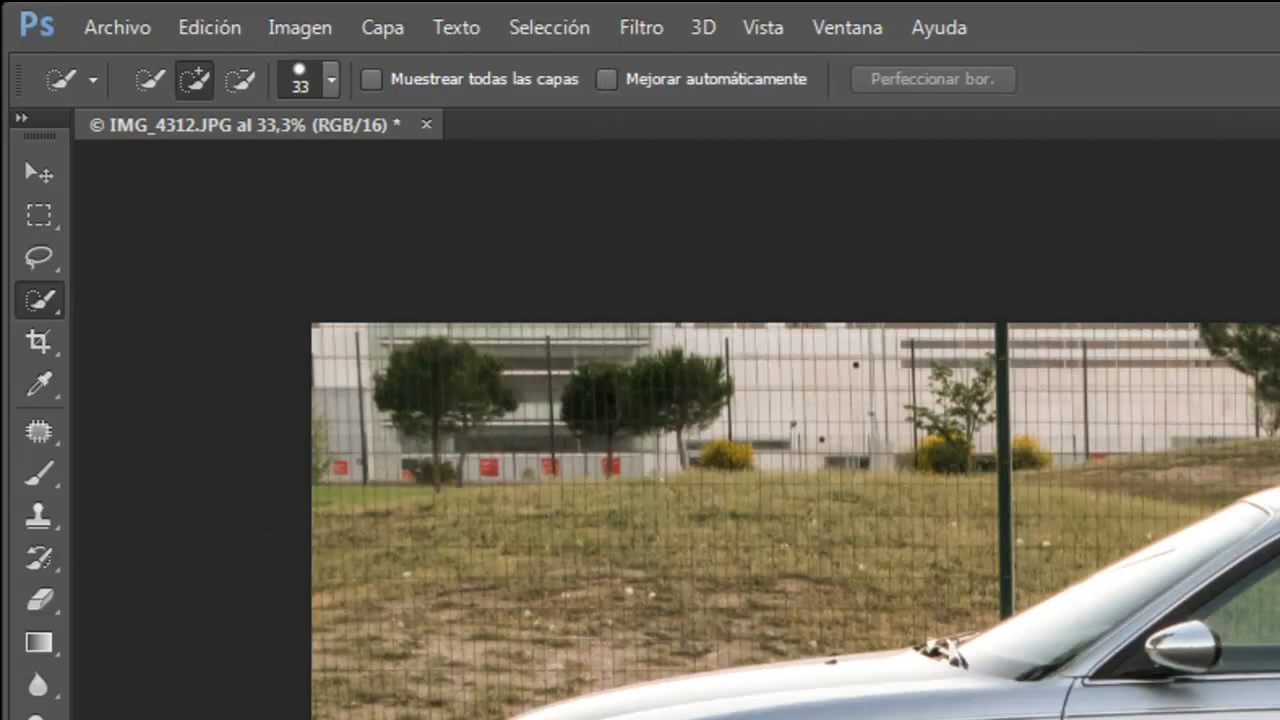 Ps Archivo Edición Imagen Capa Texto Selección Filtro 3D Vista Ventana Ayuda
33 Muestrear todas las capas Mejorar automáticamente Perfeccionar bor.
© IMG_4312.JPG al 33,3% (RGB/16) * ×